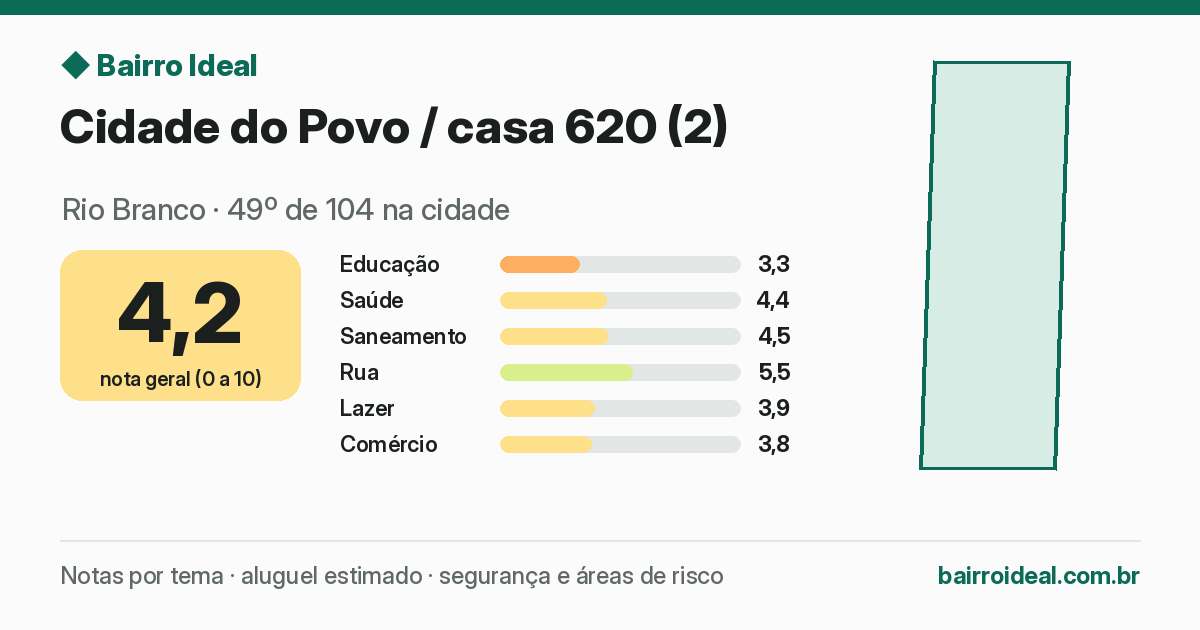 Bairro Ideal
Cidade do Povo / casa 620 (2)
Rio Branco · 49º de 104 na cidade
4,2
nota geral (0 a 10)
Educação 3,3
Saúde 4,4
Saneamento 4,5
Rua 5,5
Lazer 3,9
Comércio 3,8
Notas por tema · aluguel estimado · segurança e áreas de risco
bairroideal.com.br